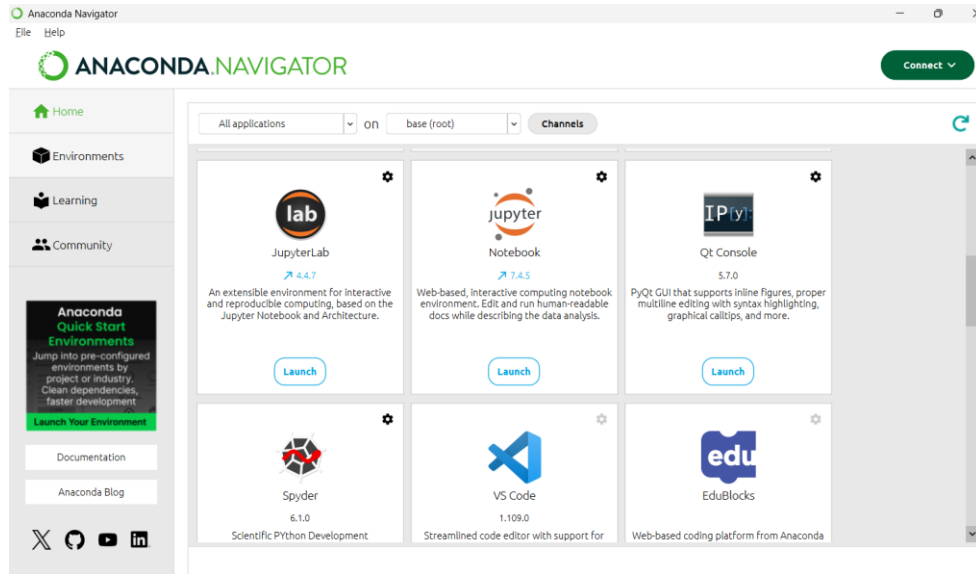 Anaconda Navigator
File Help
ANACONDA.NAVIGATOR
Connect
Home
Environments
Learning
Community
Anaconda
Quick Start
Environments
Jump into pre-configured
environments by
project or industry.
Clean dependencies,
faster development
Launch Your Environment
Documentation
Anaconda Blog
All applications on base (root) Channels
lab
JupyterLab
4.4.7
An extensible environment for interactive
and reproducible computing, based on the
Jupyter Notebook and Architecture.
Launch
jupyter
Notebook
7.4.5
Web-based, interactive computing notebook
environment. Edit and run human-readable
docs while describing the data analysis.
Launch
IP[y]:
Qt Console
5.7.0
PyQt GUI that supports inline figures, proper
multiline editing with syntax highlighting,
graphical calltips, and more.
Launch
Spyder
6.1.0
Scientific PYthon Development
VS Code
1.109.0
Streamlined code editor with support for
edu
EduBlocks
Web-based coding platform from Anaconda